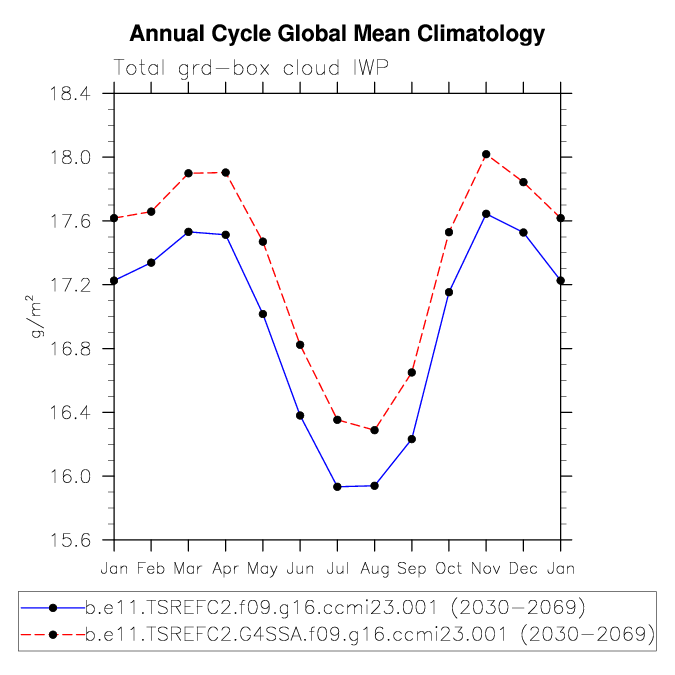 Annual Cycle Global Mean Climatology
Total grd-box cloud IWP
18.4
18.0
17.6
17.2
16.8
16.4
16.0
15.6
g/m²
Jan Feb Mar Apr May Jun Jul Aug Sep Oct Nov Dec Jan
b.e11.TSREFC2.f09.g16.ccmi23.001 (2030-2069)
b.e11.TSREFC2.G4SSA.f09.g16.ccmi23.001 (2030-2069)